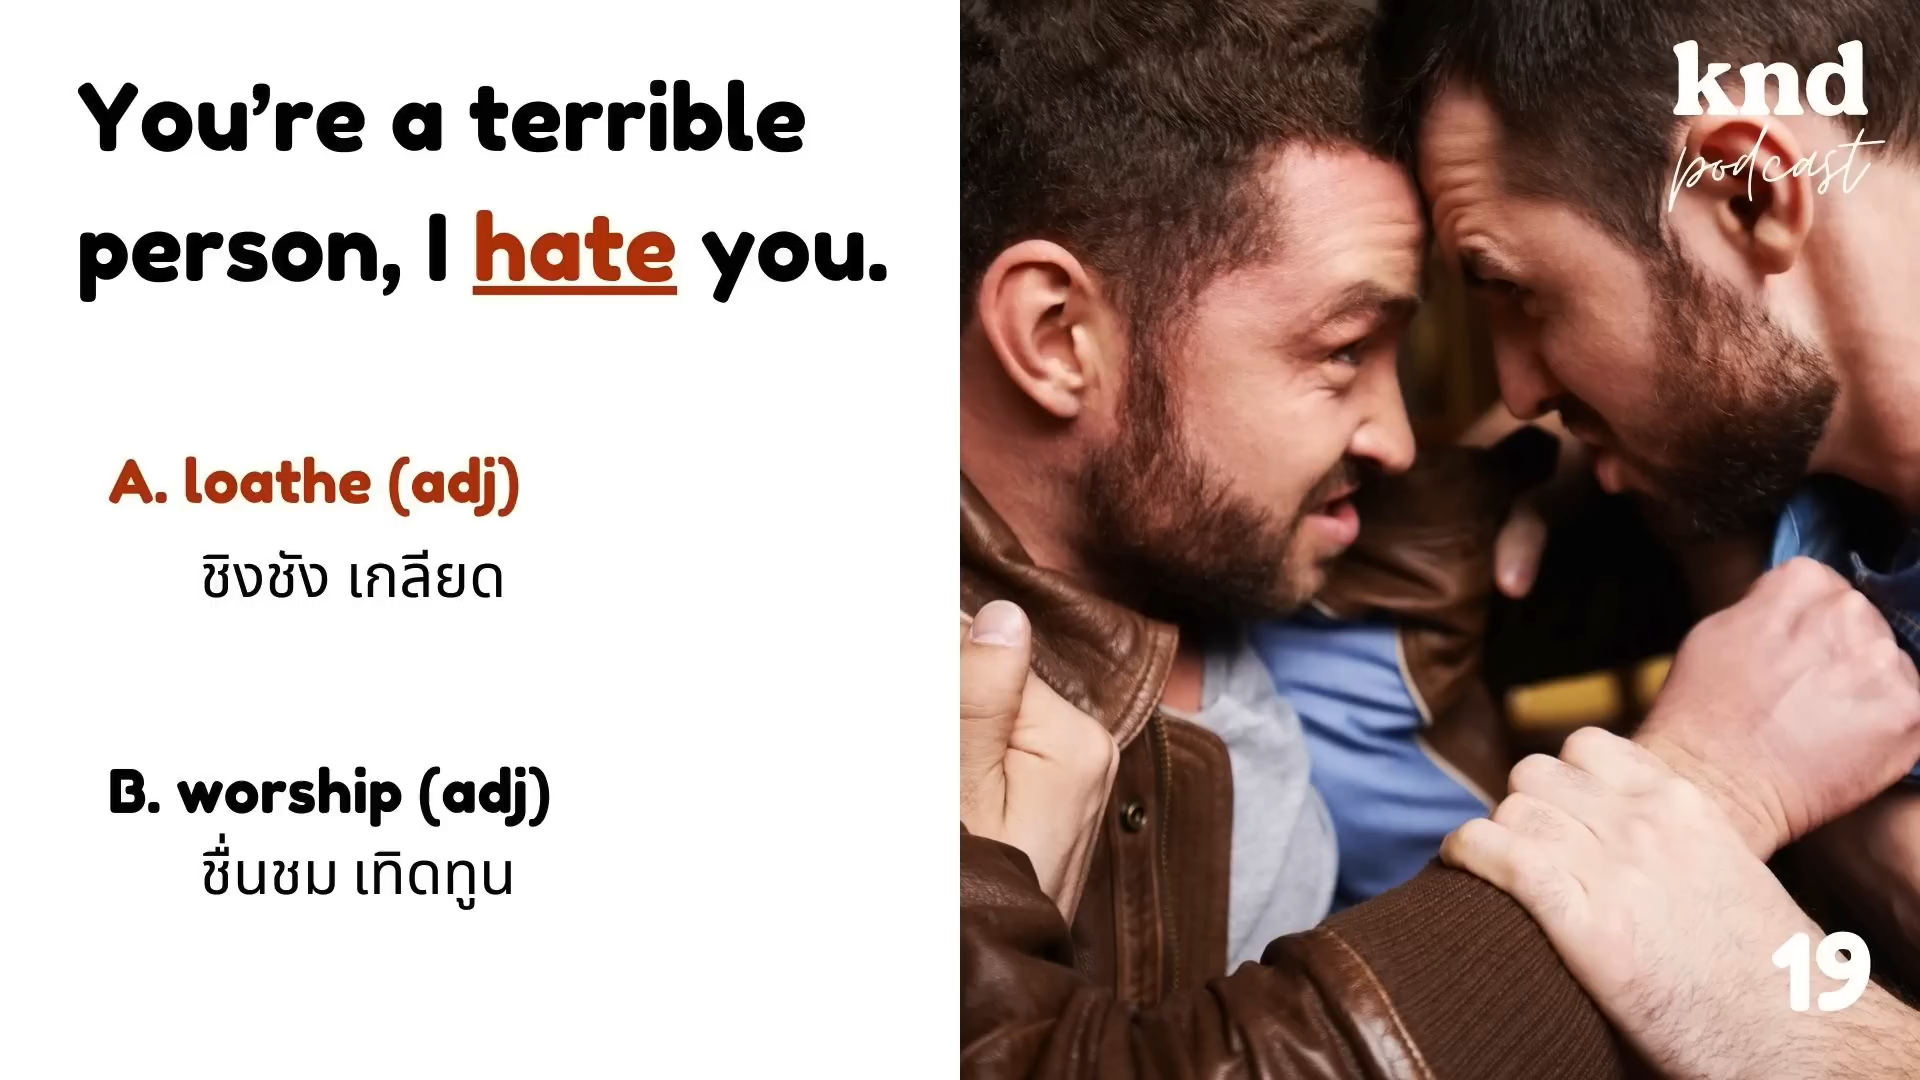 You’re a terrible
person, I hate you.
A. loathe (adj)
ชิงชัง เกลียด
B. worship (adj)
ชื่นชม เทิดทูน
knd
podcast
19